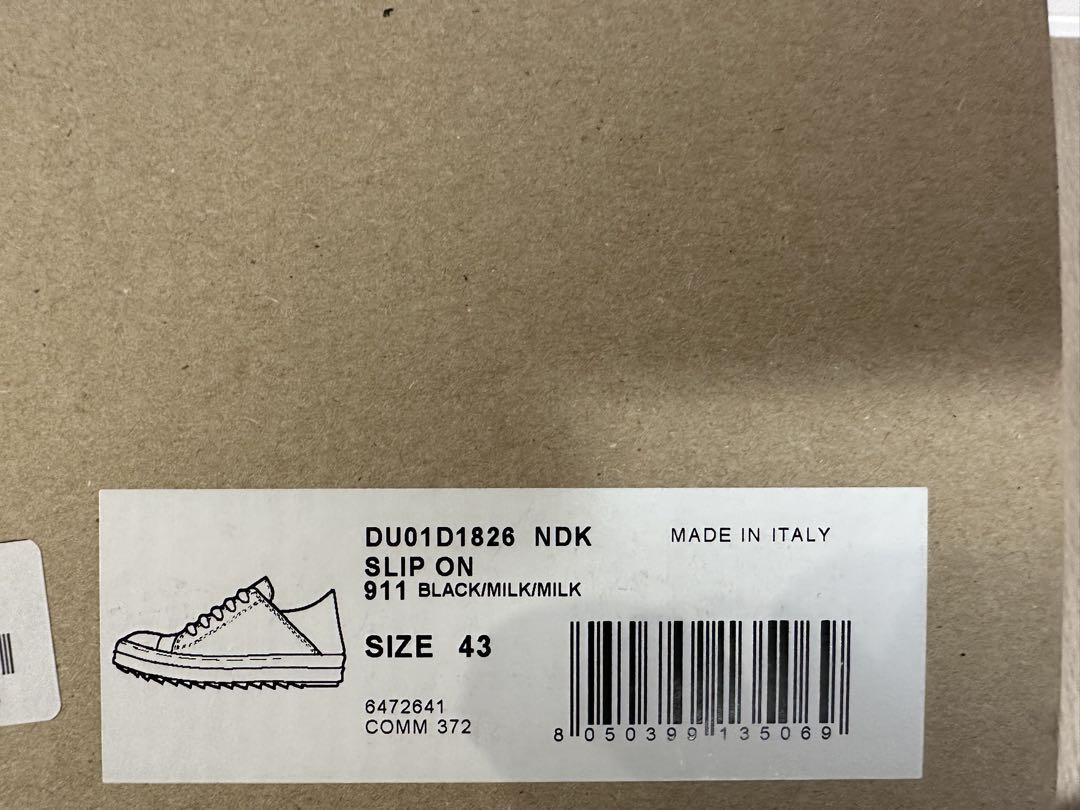 DU01D1826 NDK
MADE IN ITALY
SLIP ON
911 BLACK/MILK/MILK
SIZE 43
6472641
COMM 372
8 050399 135069